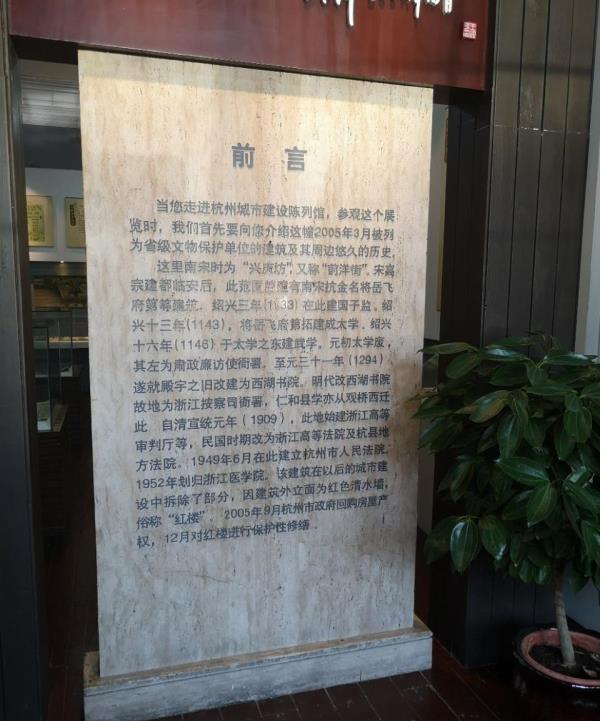 前言
当您走进杭州城市建设陈列馆，参观这个展
览时，我们首先要向您介绍这幢2005年3月被列
为省级文物保护单位的建筑及其周边悠久的历史
这里南宋时为“兴庆坊”，又称“前洋街”。宋高
宗建都临安后，此范围曾有南宋抗金名将岳飞
府第等建筑。绍兴三年(1133)在此建国子监。绍
兴十三年(1143)，将岳飞府第拓建成太学。绍兴
十六年(1146)于太学之东建武学。元初太学废，
其左为肃政廉访使衙署。至元三十一年(1294)，
遂就殿宇之旧改建为西湖书院。明代改西湖书院
故地为浙江按察司衙署，仁和县学亦从观桥西迁
此 自清宣统元年(1909)，此地始建浙江高等
审判厅等，民国时期改为浙江高等法院及杭县地
方法院。1949年6月在此建立杭州市人民法院。
1952年划归浙江医学院。该建筑在以后的城市建
设中拆除了部分，因建筑外立面为红色清水墙，
俗称“红楼” 2005年9月杭州市政府回购房屋产
权，12月对红楼进行保护性修缮